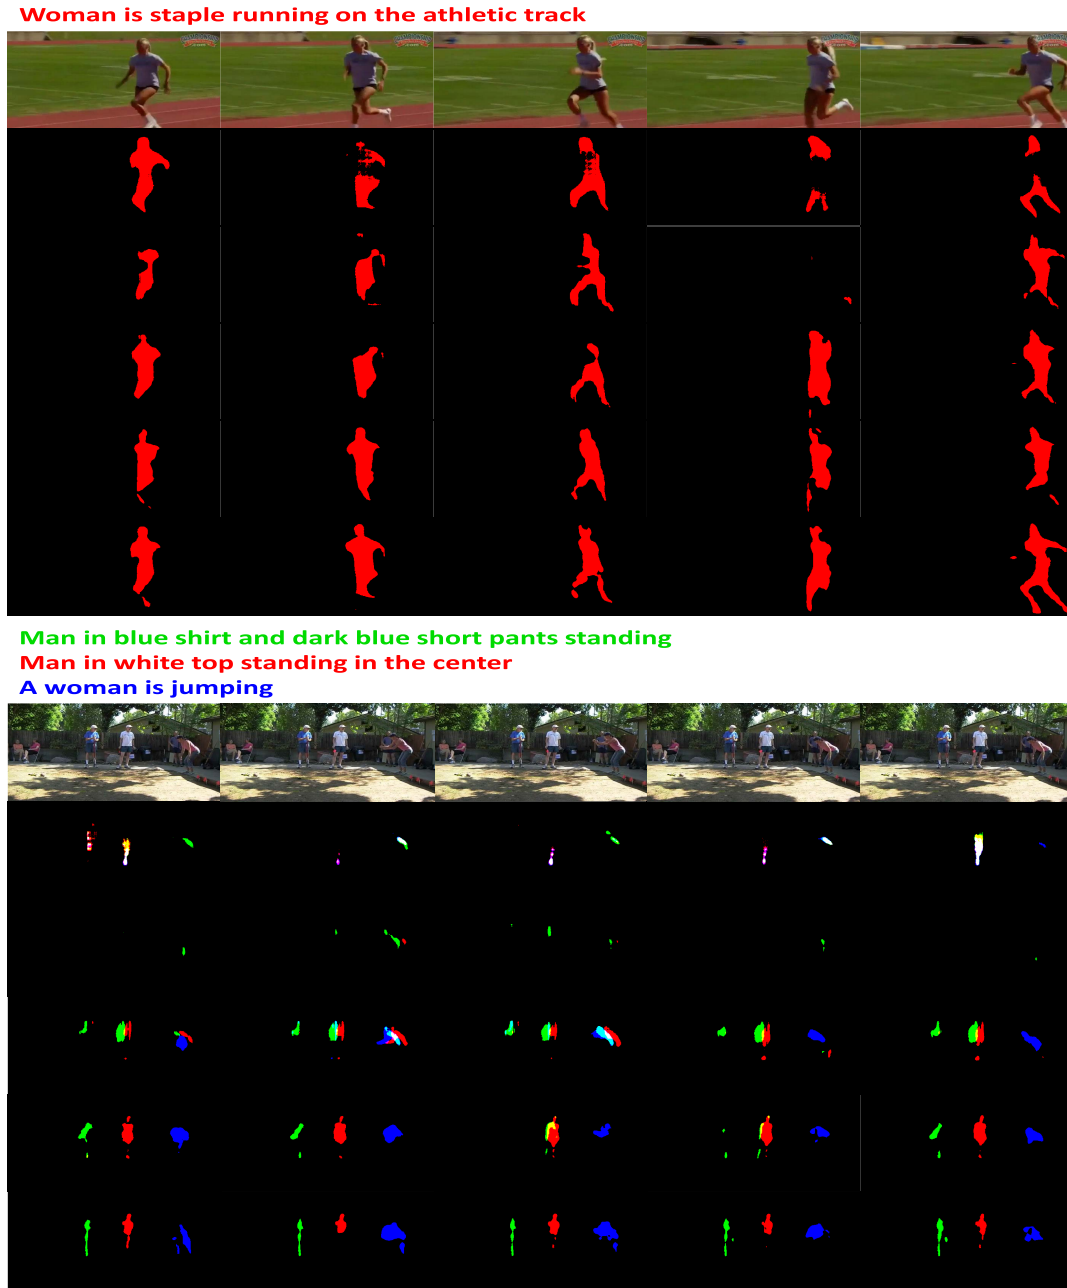 Woman is staple running on the athletic track
Man in blue shirt and dark blue short pants standing
Man in white top standing in the center
A woman is jumping